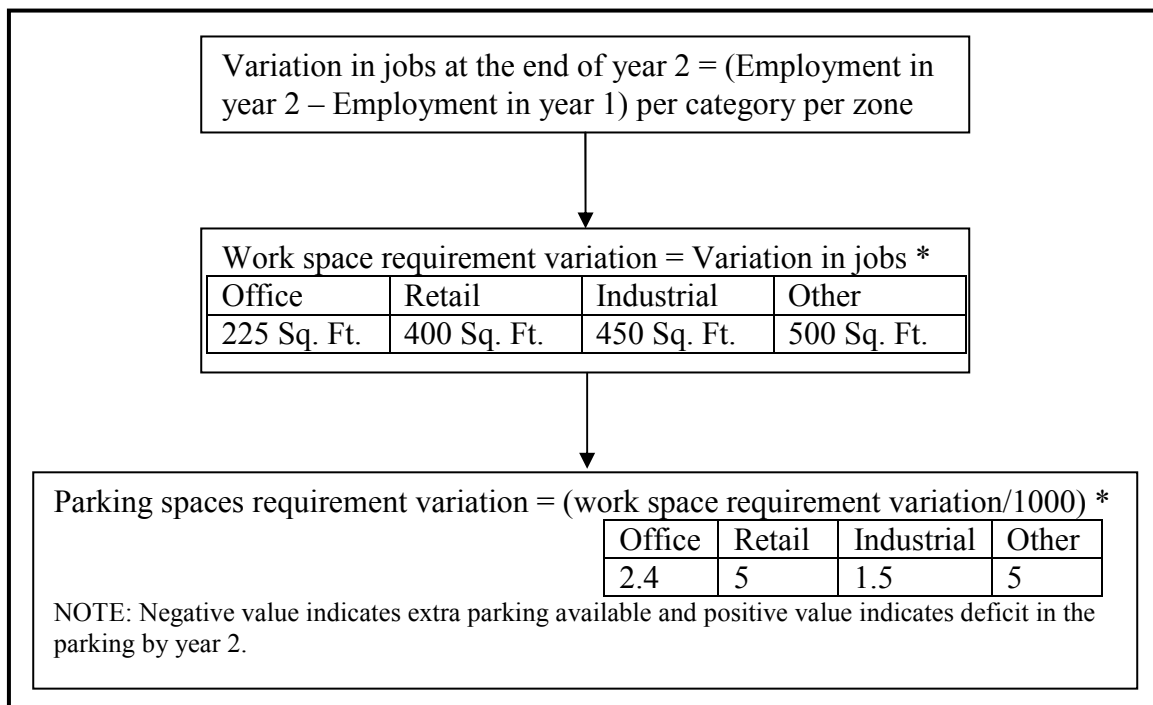 Variation in jobs at the end of year 2 = (Employment in
year 2 – Employment in year 1) per category per zone
Work space requirement variation = Variation in jobs *
Office Retail Industrial Other
225 Sq. Ft. 400 Sq. Ft. 450 Sq. Ft. 500 Sq. Ft.
Parking spaces requirement variation = (work space requirement variation/1000) *
Office Retail Industrial Other
2.4 5 1.5 5
NOTE: Negative value indicates extra parking available and positive value indicates deficit in the
parking by year 2.